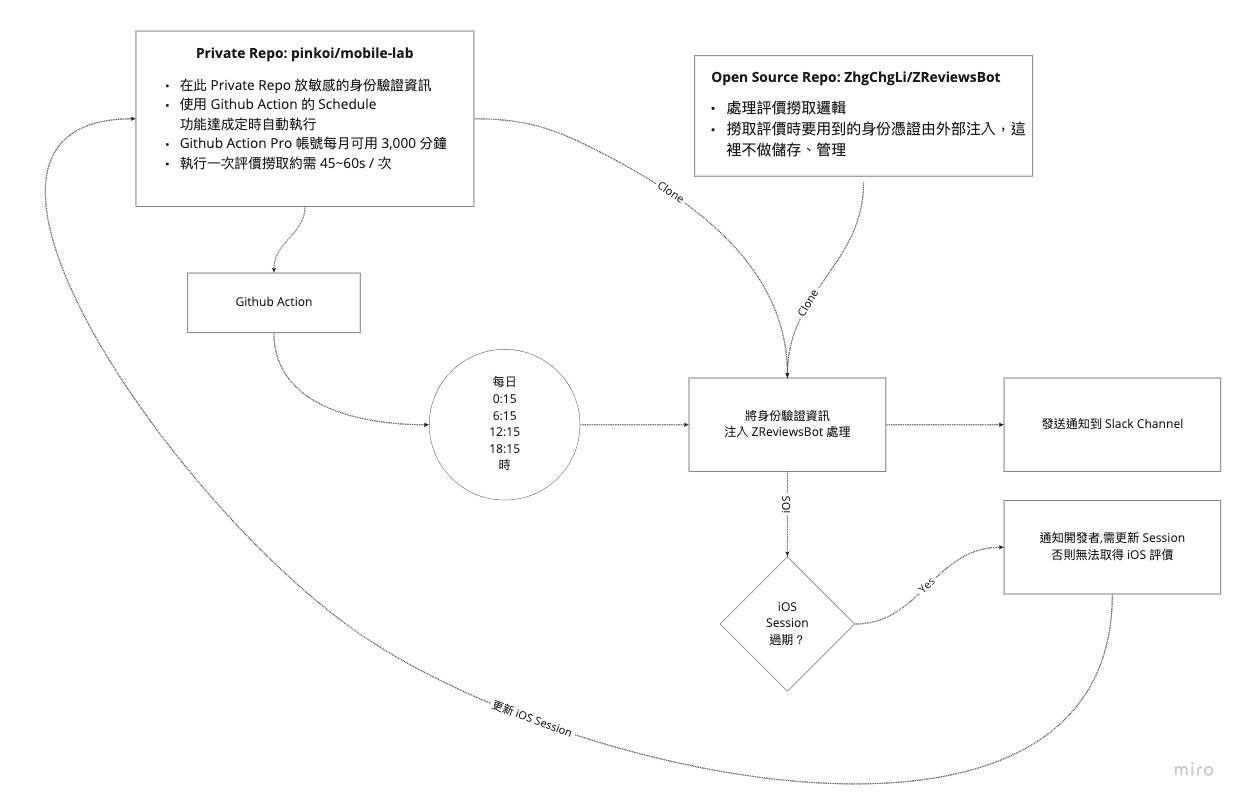 Private Repo: pinkoi/mobile-lab
• 在此 Private Repo 放敏感的身份驗證資訊
• 使用 Github Action 的 Schedule
功能達成定時自動執行
• Github Action Pro 帳號每月可用 3,000 分鐘
• 執行一次評價撈取約需 45~60s / 次
Open Source Repo: ZhgChgLi/ZReviewsBot
• 處理評價撈取邏輯
• 撈取評價時要用到的身份憑證由外部注入，這
裡不做儲存、管理
Clone
Clone
Github Action
每日
0:15
6:15
12:15
18:15
時
將身份驗證資訊
注入 ZReviewsBot 處理
發送通知到 Slack Channel
iOS
通知開發者,需更新 Session
否則無法取得 iOS 評價
Yes
iOS
Session
過期？
更新 iOS Session
miro